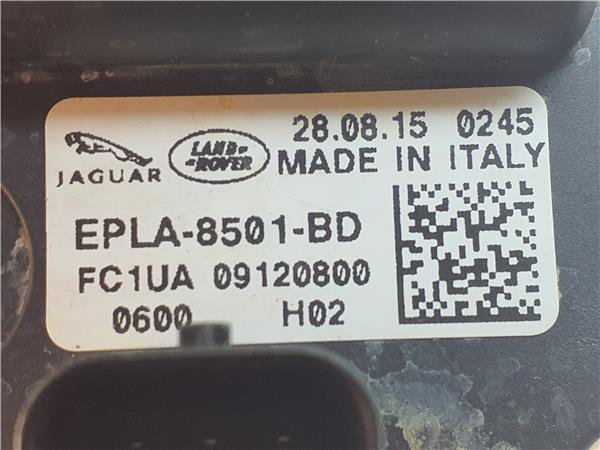 28.08.15 0245
JAGUAR
LAND-
-ROVER
MADE IN ITALY
EPLA-8501-BD
FC1UA 09120800
0600 H02